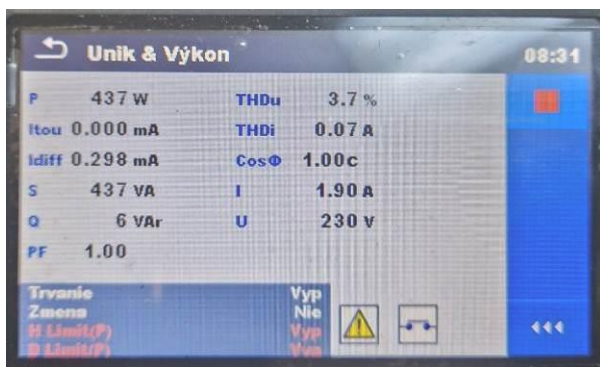 Unik & Výkon 08:31
P 437 W THDu 3.7 %
Itou 0.000 mA THDi 0.07 A
Idiff 0.298 mA CosΦ 1.00c
S 437 VA I 1.90 A
Q 6 VAr U 230 V
PF 1.00
Trvanie Vyp
Zmena Nie
H Limit(P) Vyp
D Limit(P) Vyp